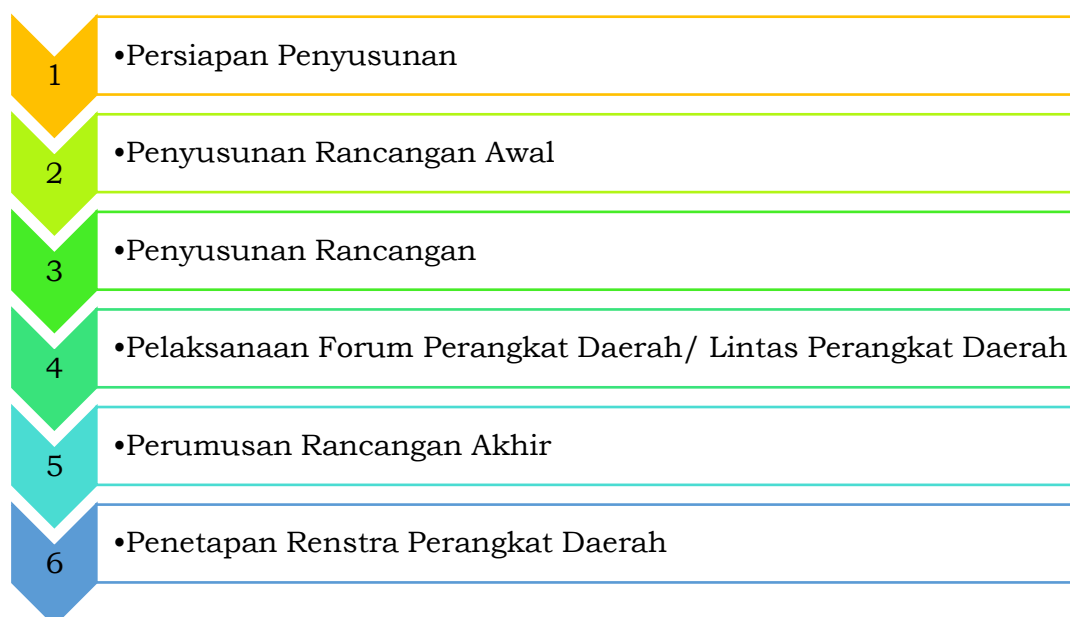 1
•Persiapan Penyusunan
2
•Penyusunan Rancangan Awal
3
•Penyusunan Rancangan
4
•Pelaksanaan Forum Perangkat Daerah/ Lintas Perangkat Daerah
5
•Perumusan Rancangan Akhir
6
•Penetapan Renstra Perangkat Daerah